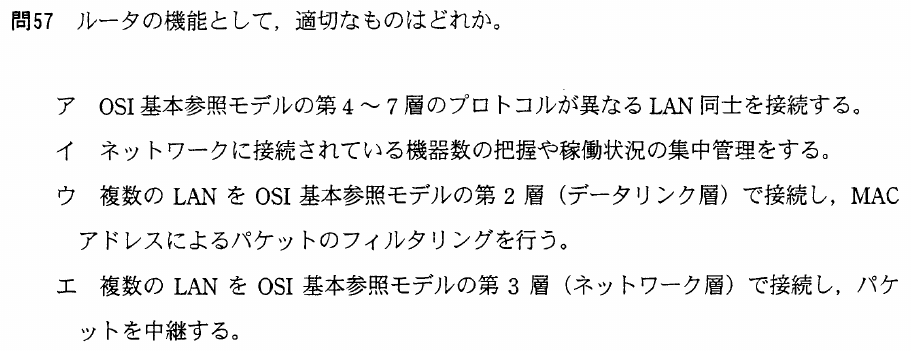 問57 ルータの機能として，適切なものはどれか。
ア OSI 基本参照モデルの第 4 ～ 7 層のプロトコルが異なる LAN 同士を接続する。
イ ネットワークに接続されている機器数の把握や稼働状況の集中管理をする。
ウ 複数の LAN を OSI 基本参照モデルの第 2 層（データリンク層）で接続し，MAC
アドレスによるパケットのフィルタリングを行う。
エ 複数の LAN を OSI 基本参照モデルの第 3 層（ネットワーク層）で接続し，パケ
ットを中継する。